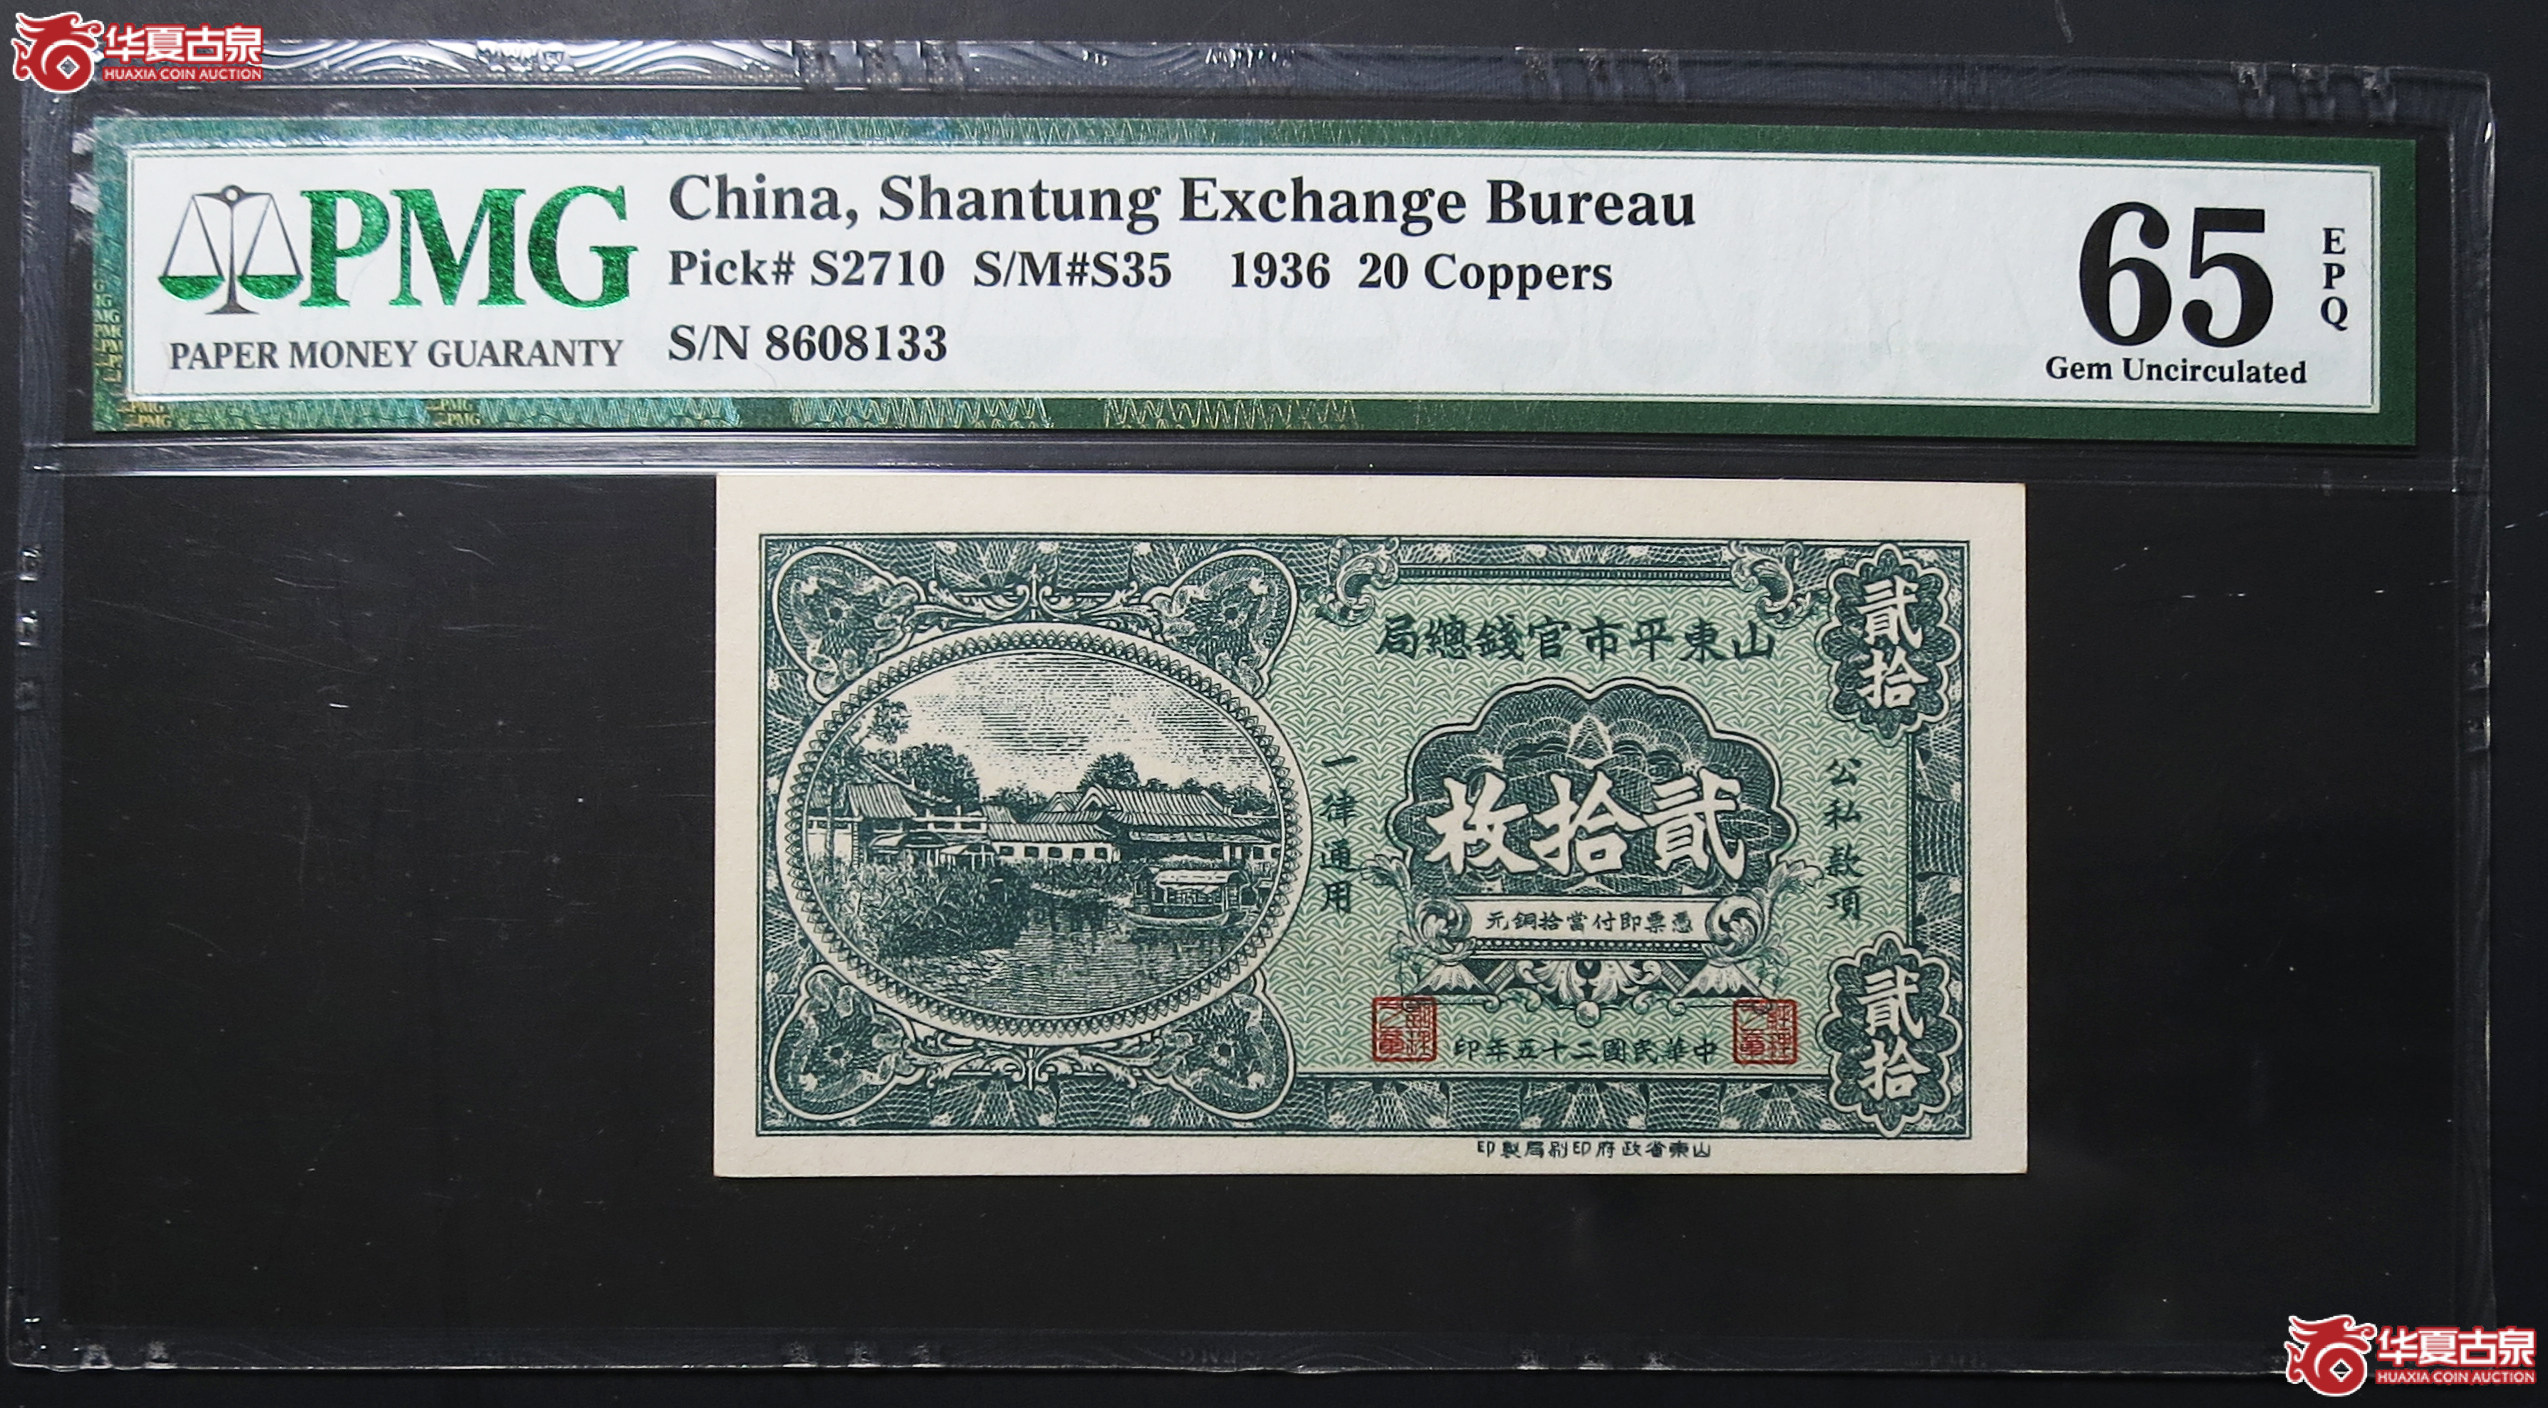 华夏古泉
HUAXIA COIN AUCTION
PMG
PAPER MONEY GUARANTY
China, Shantung Exchange Bureau
Pick# S2710 S/M#S35 1936 20 Coppers
S/N 8608133
65
EPQ
Gem Uncirculated
局總錢官市平東山
貳拾
公私款項
枚拾貳
一律通用
元銅拾當付即票憑
印年五十二國民華中
貳拾
印製局刷印府政省東山
华夏古泉
HUAXIA COIN AUCTION